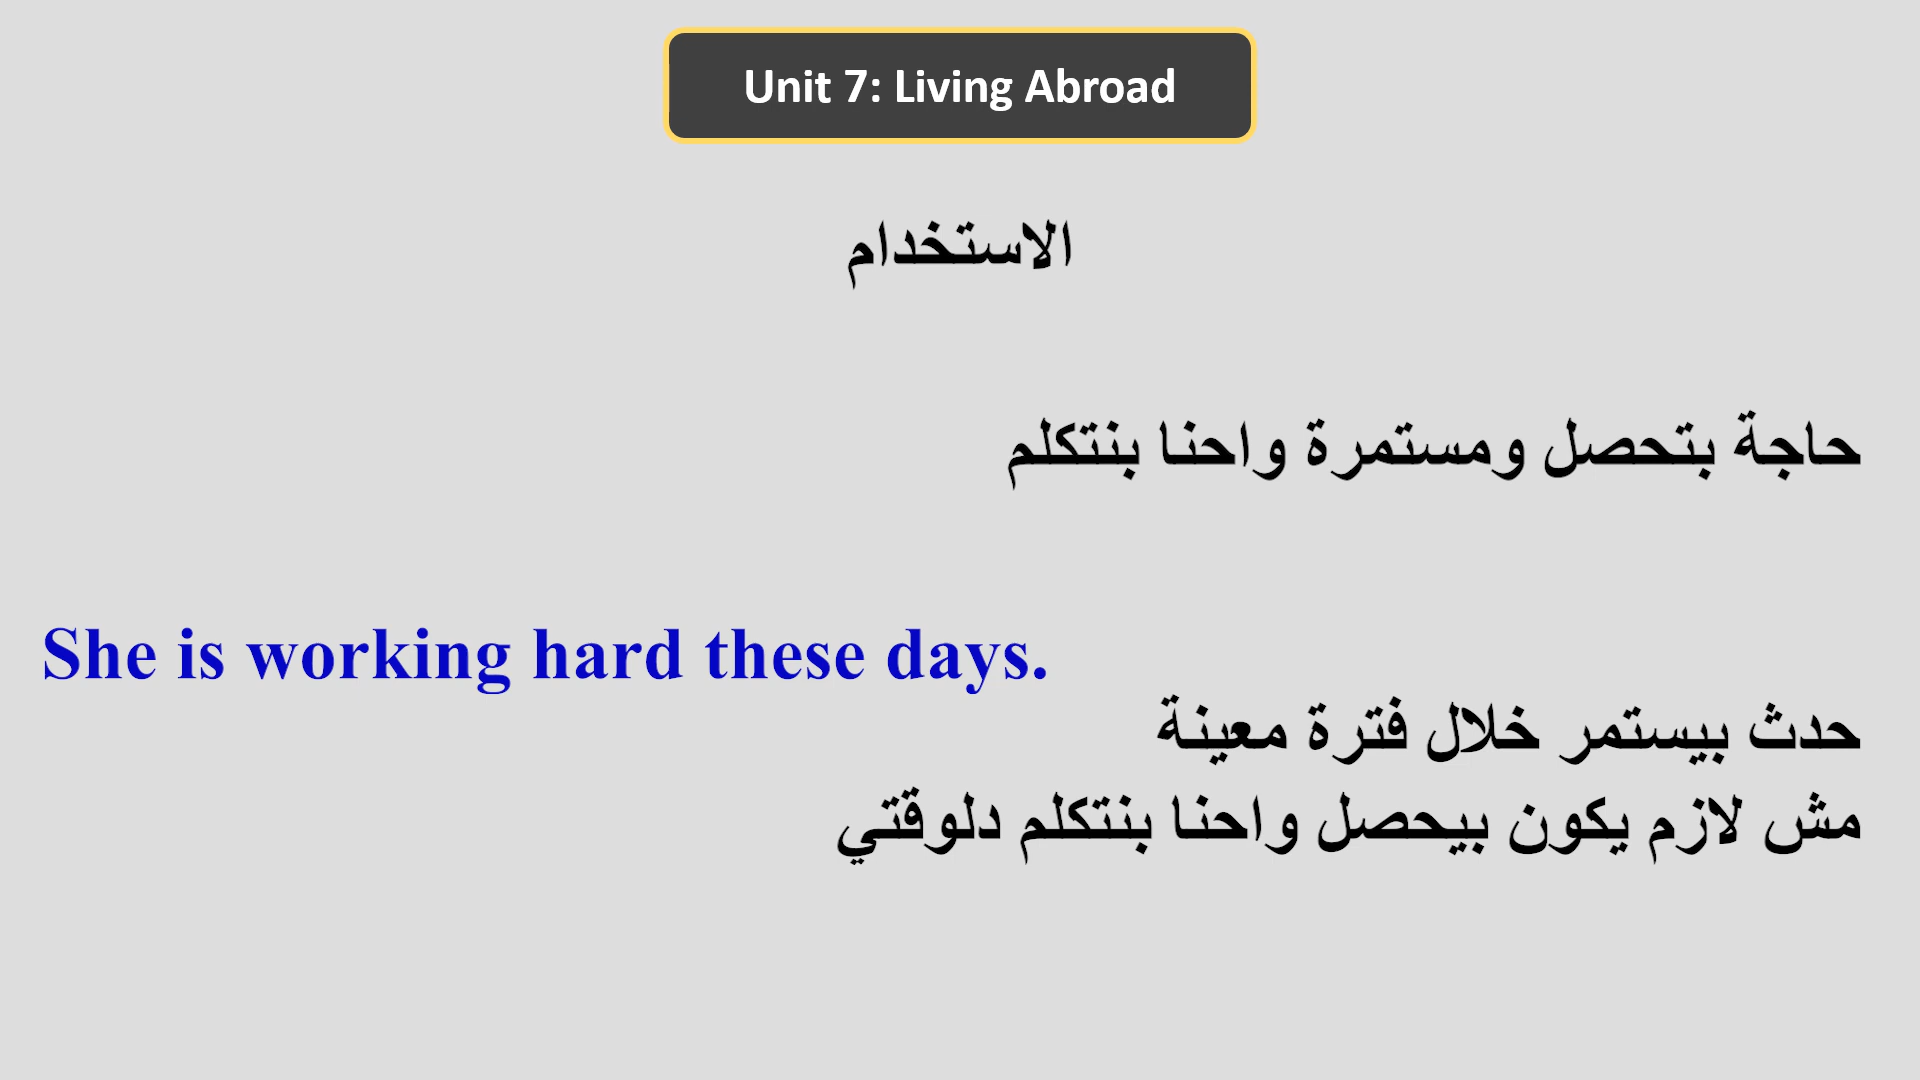 Unit 7: Living Abroad
الاستخدام
حاجة بتحصل ومستمرة واحنا بنتكلم
She is working hard these days.
حدث بيستمر خلال فترة معينة
مش لازم يكون بيحصل واحنا بنتكلم دلوقتي